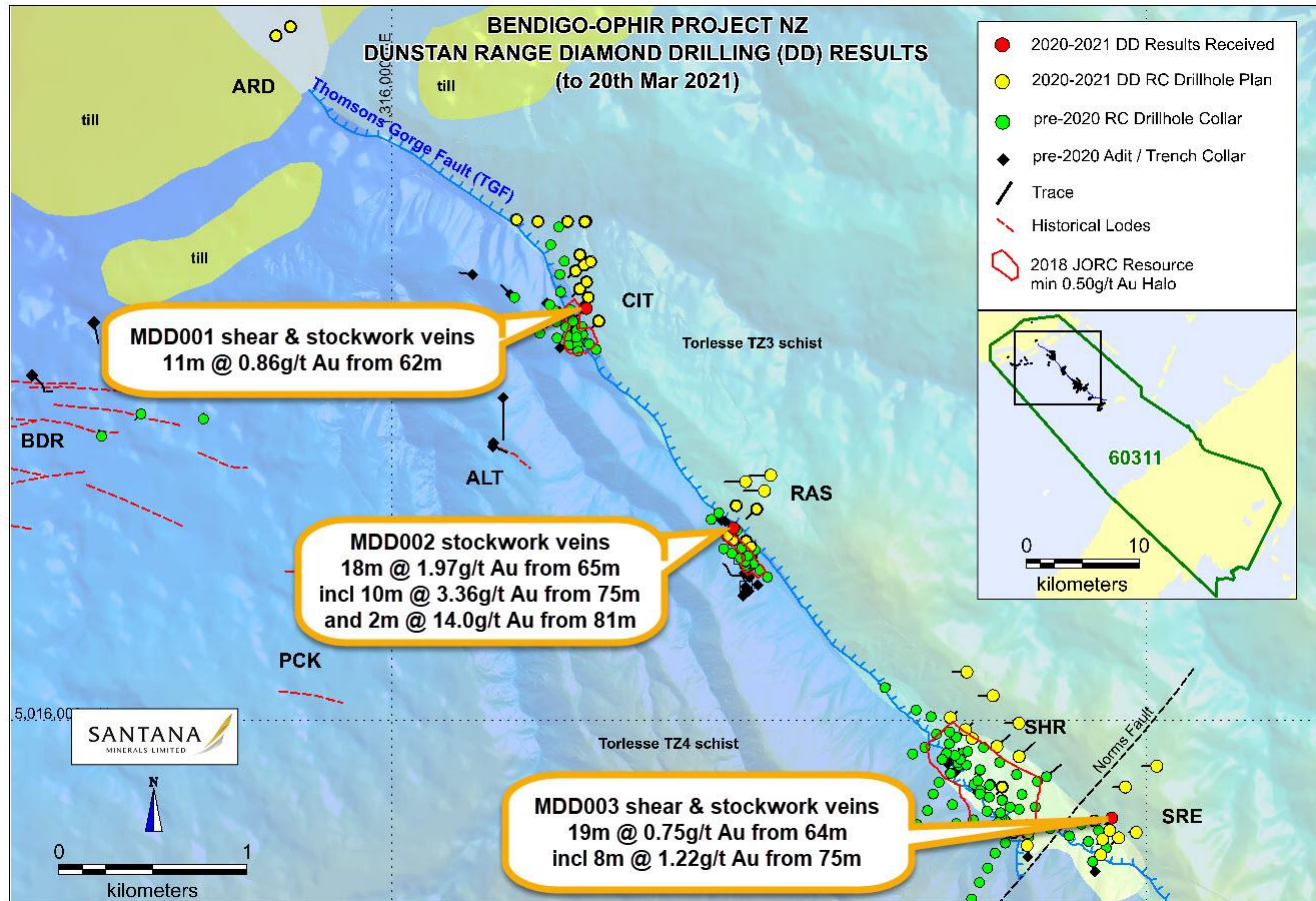 BENDIGO-OPHIR PROJECT NZ
DUNSTAN RANGE DIAMOND DRILLING (DD) RESULTS
(to 20th Mar 2021)
ARD
till
till
till
Thomsons Gorge Fault (TGF)
1,316,000mE
CIT
MDD001 shear & stockwork veins
11m @ 0.86g/t Au from 62m
Torlesse TZ3 schist
BDR
ALT
RAS
MDD002 stockwork veins
18m @ 1.97g/t Au from 65m
incl 10m @ 3.36g/t Au from 75m
and 2m @ 14.0g/t Au from 81m
PCK
5,016,00
SANTANA
MINERALS LIMITED
N
0 1
kilometers
Torlesse TZ4 schist
SHR
Norms Fault
SRE
MDD003 shear & stockwork veins
19m @ 0.75g/t Au from 64m
incl 8m @ 1.22g/t Au from 75m
2020-2021 DD Results Received
2020-2021 DD RC Drillhole Plan
pre-2020 RC Drillhole Collar
pre-2020 Adit / Trench Collar
Trace
Historical Lodes
2018 JORC Resource
min 0.50g/t Au Halo
60311
0 10
kilometers